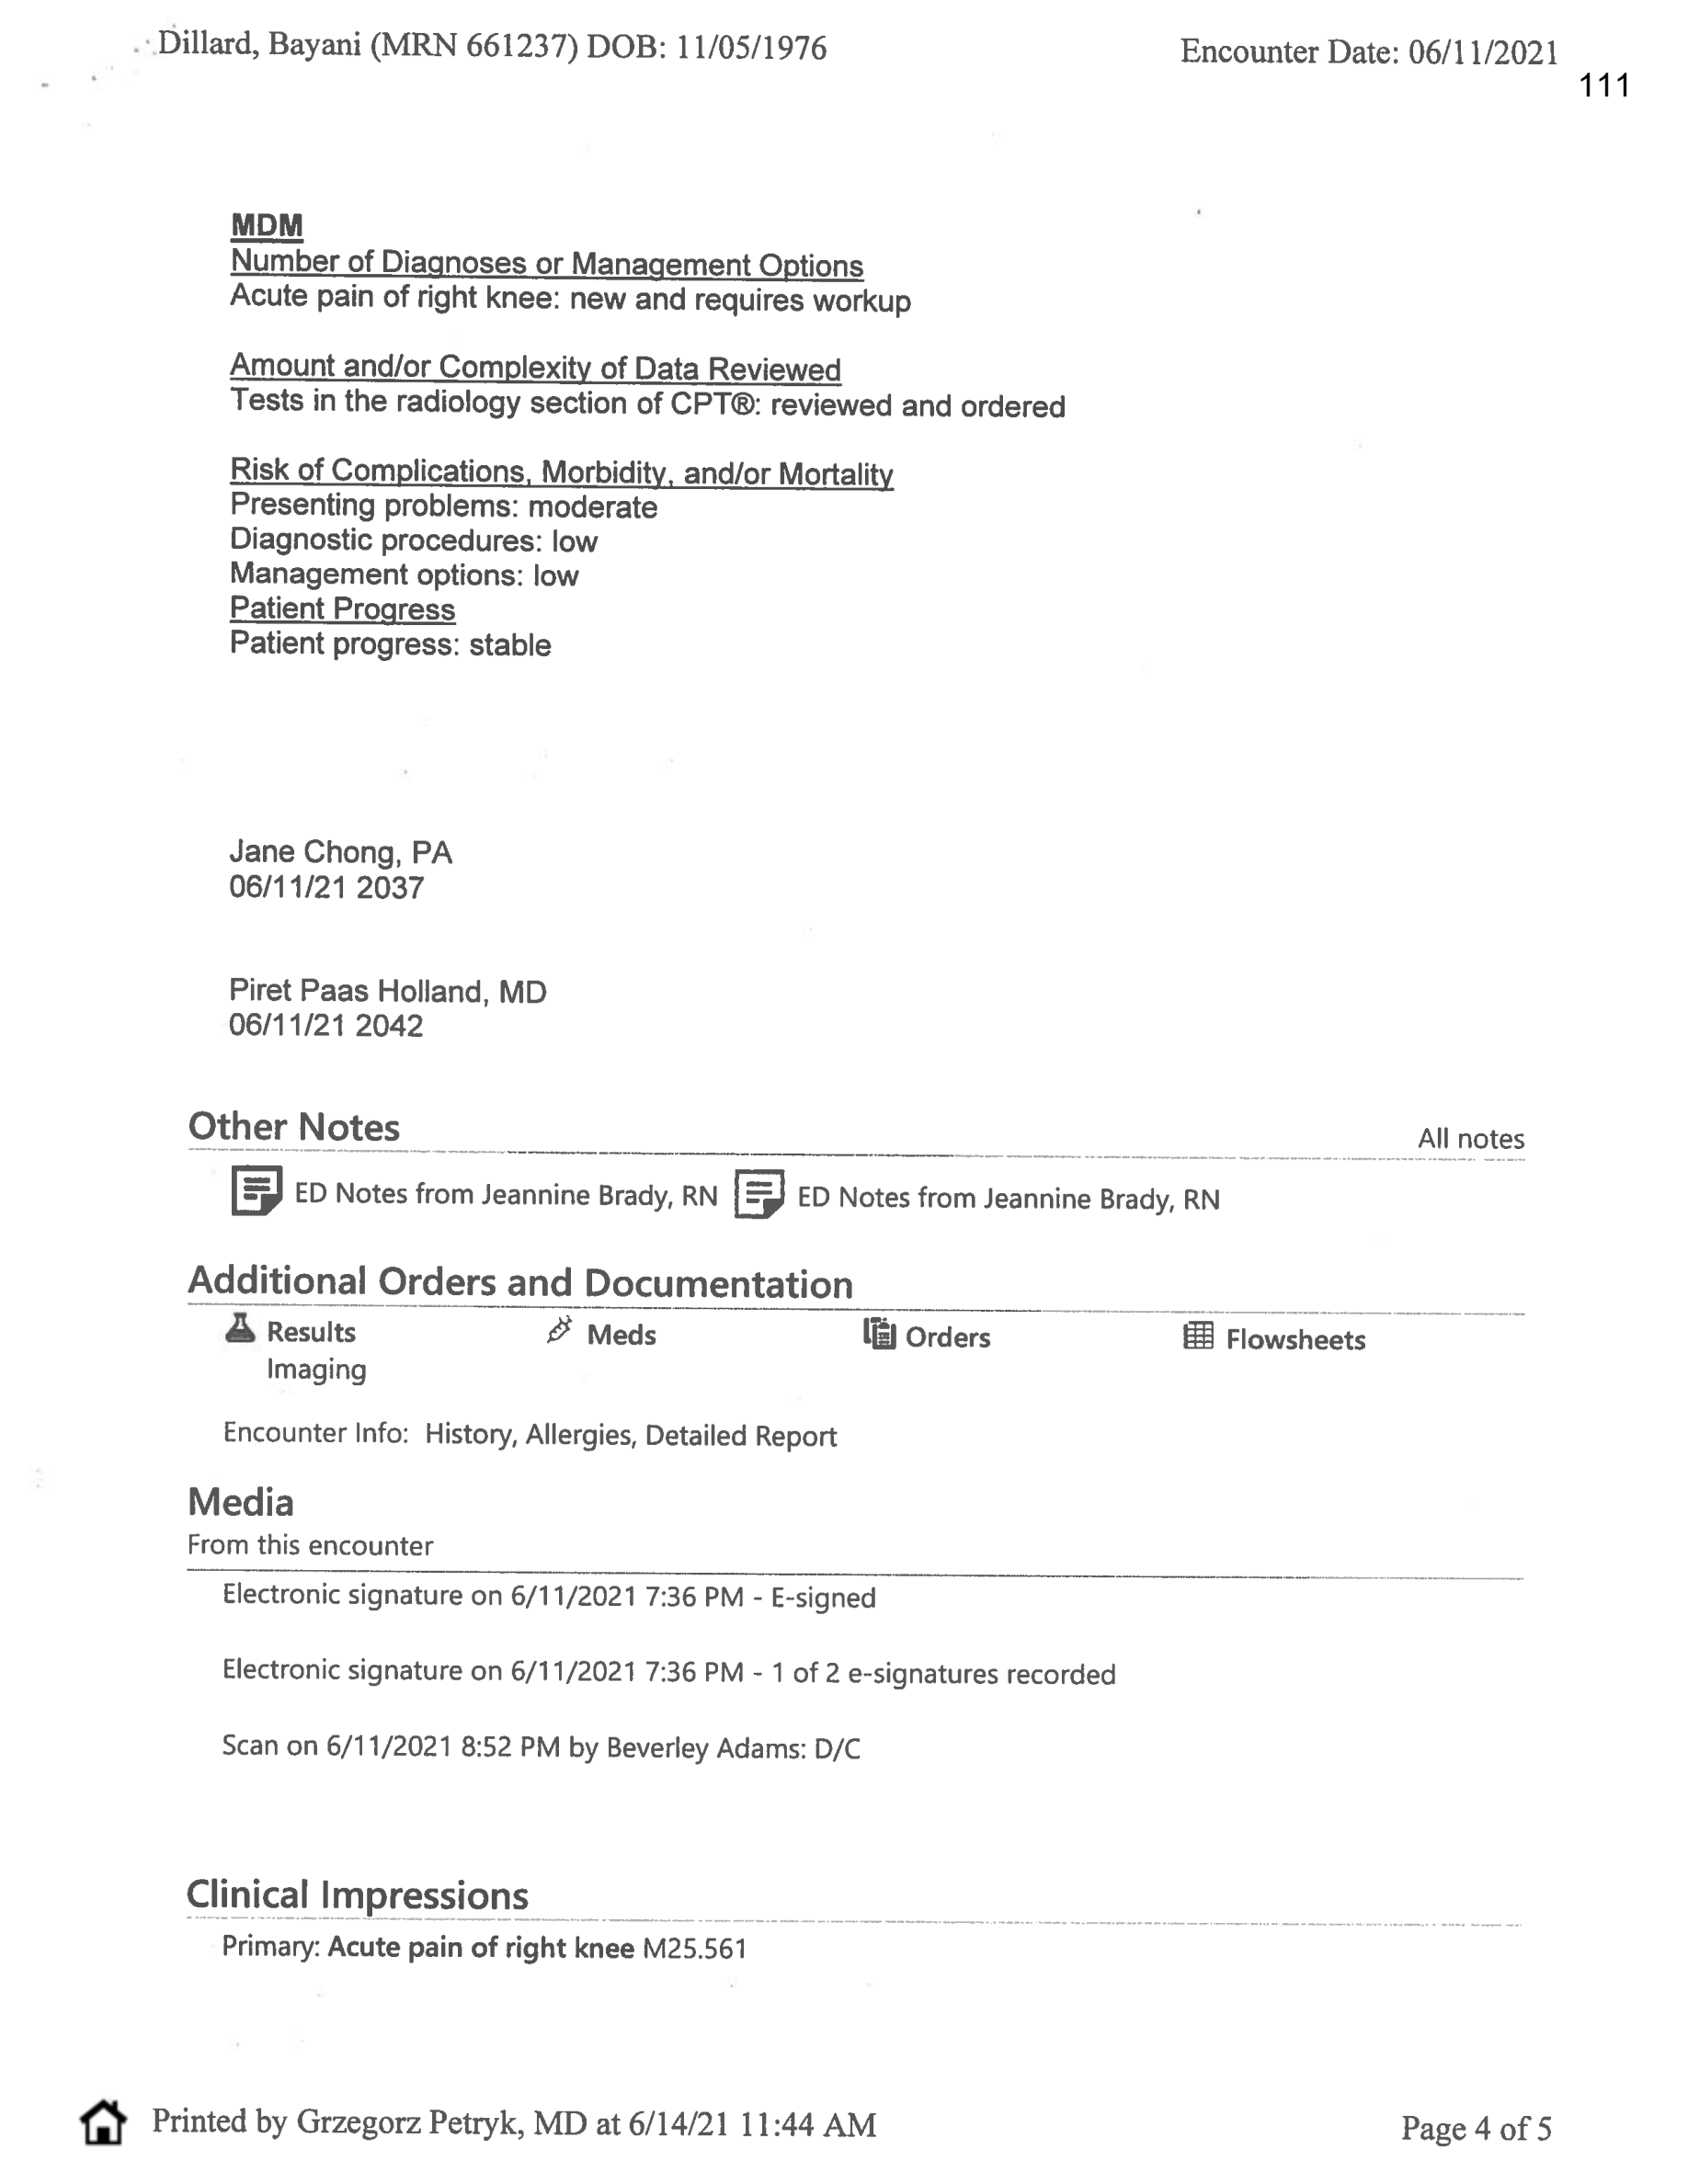 Dillard, Bayani (MRN 661237) DOB: 11/05/1976 Encounter Date: 06/11/2021
111
MDM
Number of Diagnoses or Management Options
Acute pain of right knee: new and requires workup
Amount and/or Complexity of Data Reviewed
Tests in the radiology section of CPT®: reviewed and ordered
Risk of Complications, Morbidity, and/or Mortality
Presenting problems: moderate
Diagnostic procedures: low
Management options: low
Patient Progress
Patient progress: stable
Jane Chong, PA
06/11/21 2037
Piret Paas Holland, MD
06/11/21 2042
Other Notes All notes
ED Notes from Jeannine Brady, RN ED Notes from Jeannine Brady, RN
Additional Orders and Documentation
Results Meds Orders Flowsheets
Imaging
Encounter Info: History, Allergies, Detailed Report
Media
From this encounter
Electronic signature on 6/11/2021 7:36 PM - E-signed
Electronic signature on 6/11/2021 7:36 PM - 1 of 2 e-signatures recorded
Scan on 6/11/2021 8:52 PM by Beverley Adams: D/C
Clinical Impressions
Primary: Acute pain of right knee M25.561
Printed by Grzegorz Petryk, MD at 6/14/21 11:44 AM Page 4 of 5